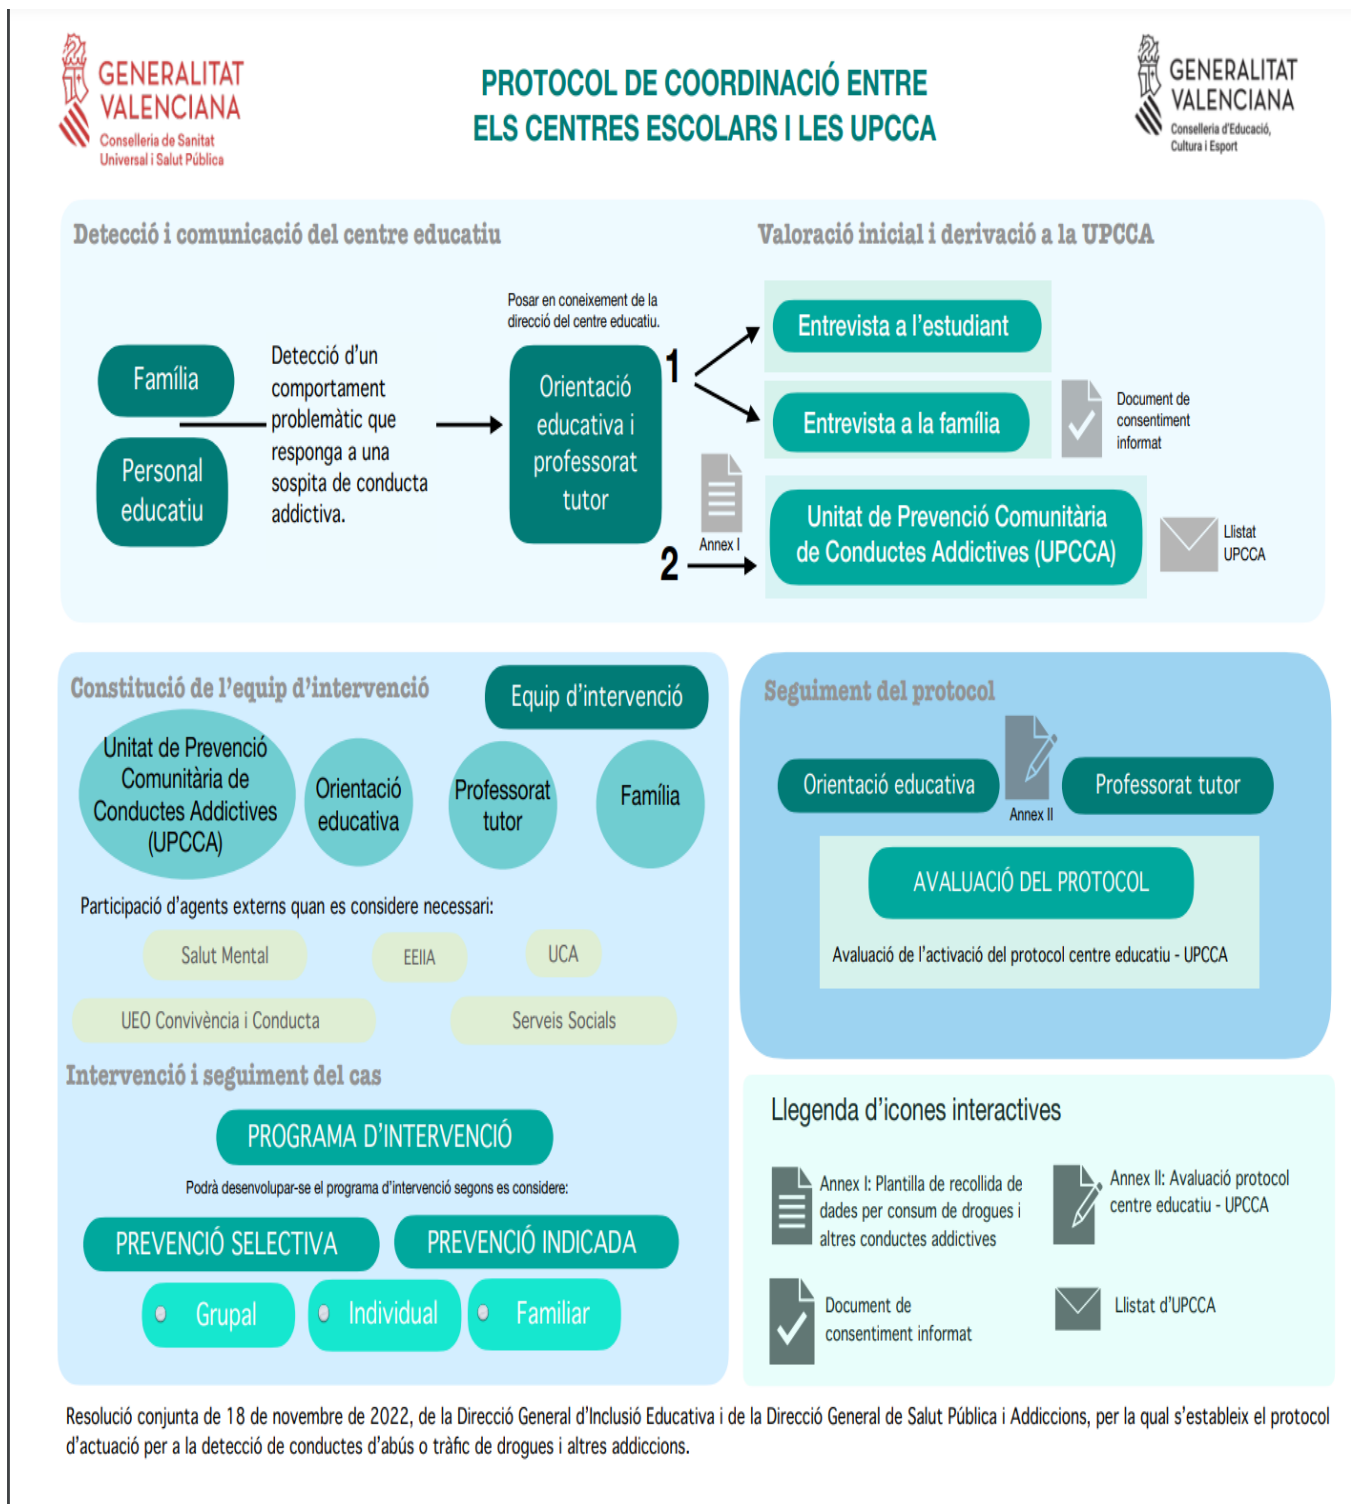 GENERALITAT
VALENCIANA
Conselleria de Sanitat
Universal i Salut Pública
PROTOCOL DE COORDINACIÓ ENTRE
ELS CENTRES ESCOLARS I LES UPCCA
GENERALITAT
VALENCIANA
Conselleria d'Educació,
Cultura i Esport
Detecció i comunicació del centre educatiu
Família
Personal
educatiu
Detecció d'un
comportament
problemàtic que
responga a una
sospita de conducta
addictiva.
Posar en coneixement de la
direcció del centre educatiu.
Orientació
educativa i
professorat
tutor
Valoració inicial i derivació a la UPCCA
1
Entrevista a l'estudiant
Entrevista a la família
Document de
consentiment
informat
2
Annex I
Unitat de Prevenció Comunitària
de Conductes Addictives (UPCCA)
Llistat
UPCCA
Constitució de l'equip d'intervenció
Equip d'intervenció
Unitat de Prevenció
Comunitària de
Conductes Addictives
(UPCCA)
Orientació
educativa
Professorat
tutor
Família
Participació d'agents externs quan es considere necessari:
Salut Mental
EEIIA
UCA
UEO Convivència i Conducta
Serveis Socials
Intervenció i seguiment del cas
PROGRAMA D'INTERVENCIÓ
Podrà desenvolupar-se el programa d'intervenció segons es considere:
PREVENCIÓ SELECTIVA
PREVENCIÓ INDICADA
Grupal
Individual
Familiar
Seguiment del protocol
Orientació educativa
Annex II
Professorat tutor
AVALUACIÓ DEL PROTOCOL
Avaluació de l'activació del protocol centre educatiu - UPCCA
Llegenda d'icones interactives
Annex I: Plantilla de recollida de
dades per consum de drogues i
altres conductes addictives
Annex II: Avaluació protocol
centre educatiu - UPCCA
Document de
consentiment informat
Llistat d'UPCCA
Resolució conjunta de 18 de novembre de 2022, de la Direcció General d'Inclusió Educativa i de la Direcció General de Salut Pública i Addiccions, per la qual s'estableix el protocol
d'actuació per a la detecció de conductes d'abús o tràfic de drogues i altres addiccions.